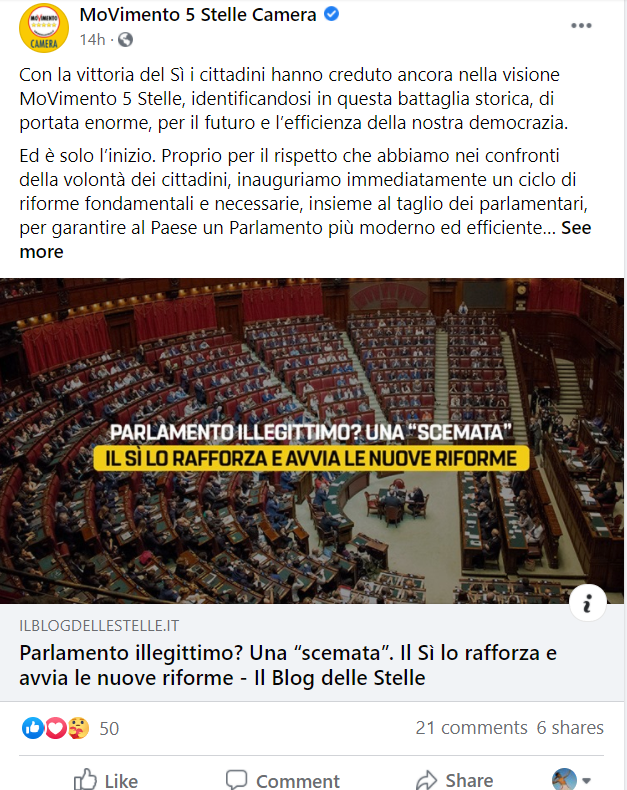 MoVimento 5 Stelle Camera
14h ·
Con la vittoria del Sì i cittadini hanno creduto ancora nella visione
MoVimento 5 Stelle, identificandosi in questa battaglia storica, di
portata enorme, per il futuro e l'efficienza della nostra democrazia.
Ed è solo l'inizio. Proprio per il rispetto che abbiamo nei confronti
della volontà dei cittadini, inauguriamo immediatamente un ciclo di
riforme fondamentali e necessarie, insieme al taglio dei parlamentari,
per garantire al Paese un Parlamento più moderno ed efficiente... See
more
PARLAMENTO ILLEGITTIMO? UNA “SCEMATA”
IL SÌ LO RAFFORZA E AVVIA LE NUOVE RIFORME
ILBLOGDELLESTELLE.IT
Parlamento illegittimo? Una “scemata”. Il Sì lo rafforza e
avvia le nuove riforme - Il Blog delle Stelle
50
21 comments 6 shares
Like Comment Share
MOVIMENTO
CAMERA